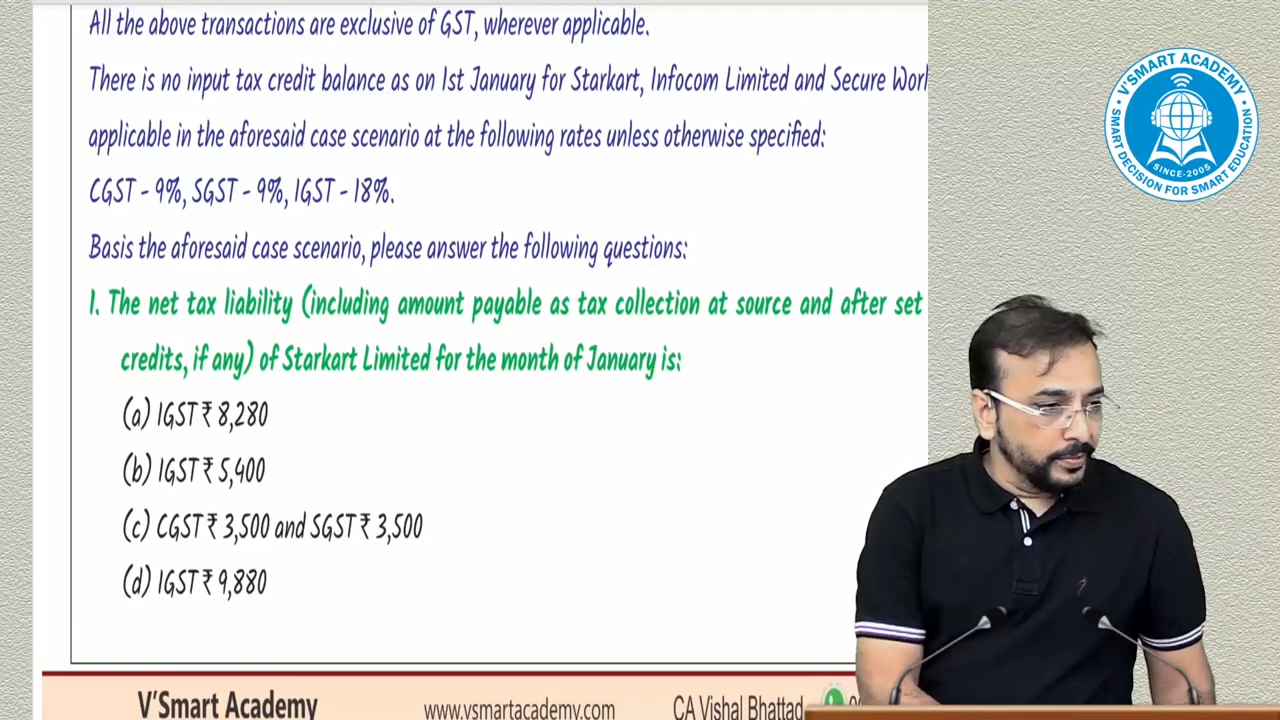 All the above transactions are exclusive of GST, wherever applicable.
There is no input tax credit balance as on 1st January for Starkart, Infocom Limited and Secure
applicable in the aforesaid case scenario at the following rates unless otherwise specified:
CGST - 9%, SGST - 9%, IGST - 18%.
Basis the aforesaid case scenario, please answer the following questions:
1. The net tax liability (including amount payable as tax collection at source and after set
credits, if any) of Starkart Limited for the month of January is:
(a) IGST ₹ 8,280
(b) IGST ₹ 5,400
(c) CGST ₹ 3,500 and SGST ₹ 3,500
(d) IGST ₹ 9,880
V'SMART ACADEMY
SINCE-2005
SMART DECISION FOR SMART EDUCATION
V'Smart Academy www.vsmartacademy.com CA Vishal Bhattad